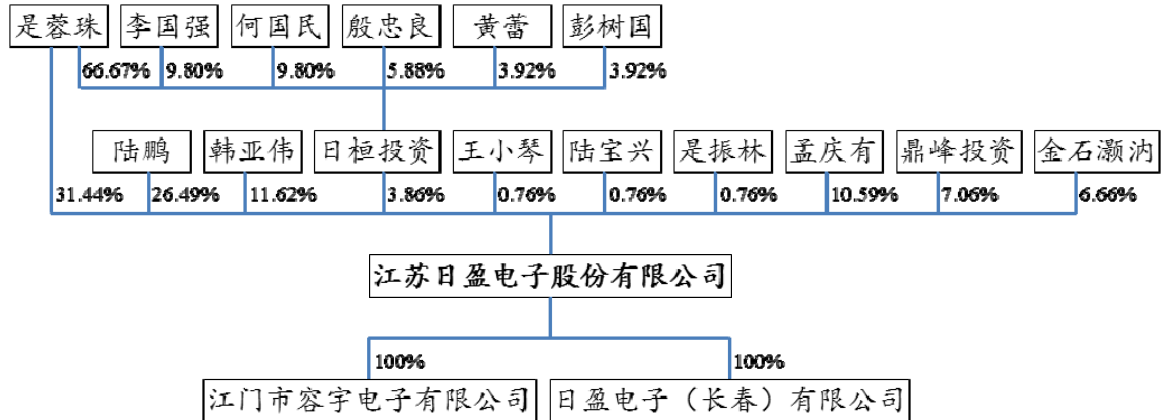 是蓉珠 李国强 何国民 殷忠良 黄蕾 彭树国
66.67% 9.80% 9.80% 5.88% 3.92% 3.92%
陆鹏 韩亚伟 日桓投资 王小琴 陆宝兴 是振林 孟庆有 鼎峰投资 金石灏汭
31.44% 26.49% 11.62% 3.86% 0.76% 0.76% 0.76% 10.59% 7.06% 6.66%
江苏日盈电子股份有限公司
100% 100%
江门市容宇电子有限公司 日盈电子（长春）有限公司